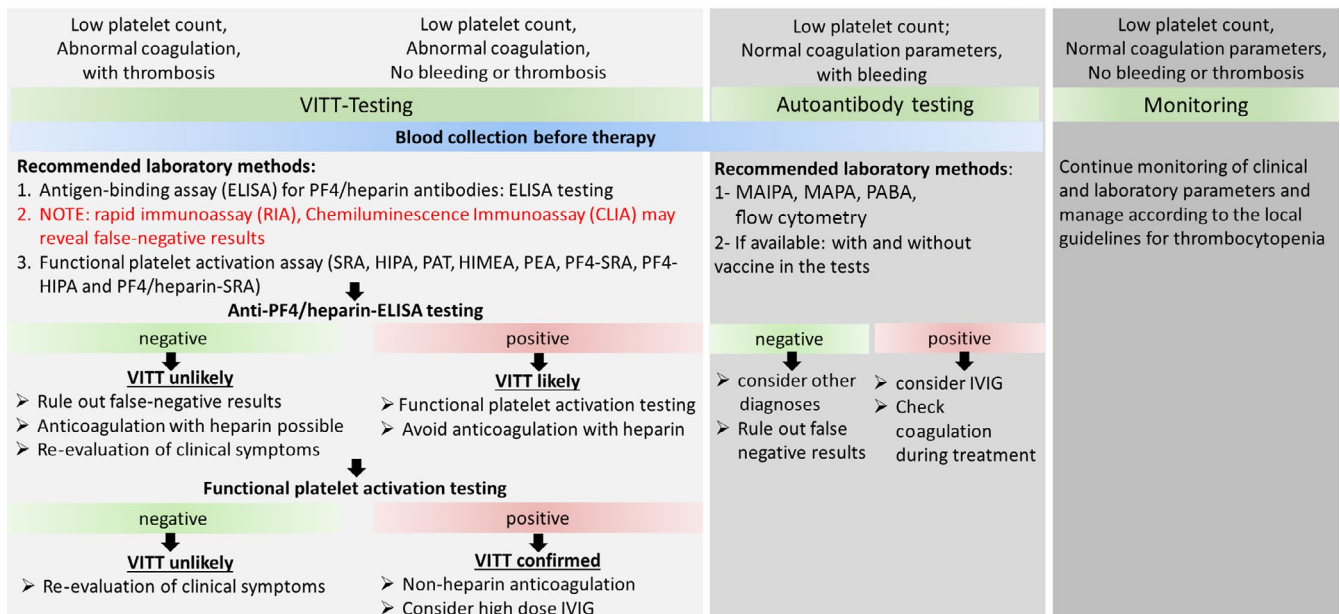 Low platelet count,
Abnormal coagulation,
with thrombosis
Low platelet count,
Abnormal coagulation,
No bleeding or thrombosis
Low platelet count;
Normal coagulation parameters,
with bleeding
Low platelet count,
Normal coagulation parameters,
No bleeding or thrombosis
VITT-Testing
Autoantibody testing
Monitoring
Blood collection before therapy
Recommended laboratory methods:
1. Antigen-binding assay (ELISA) for PF4/heparin antibodies: ELISA testing
2. NOTE: rapid immunoassay (RIA), Chemiluminescence Immunoassay (CLIA) may
reveal false-negative results
3. Functional platelet activation assay (SRA, HIPA, PAT, HIMEA, PEA, PF4-SRA, PF4-
HIPA and PF4/heparin-SRA)
Anti-PF4/heparin-ELISA testing
negative
VITT unlikely
➢ Rule out false-negative results
➢ Anticoagulation with heparin possible
➢ Re-evaluation of clinical symptoms
positive
VITT likely
➢ Functional platelet activation testing
➢ Avoid anticoagulation with heparin
Functional platelet activation testing
negative
VITT unlikely
➢ Re-evaluation of clinical symptoms
positive
VITT confirmed
➢ Non-heparin anticoagulation
➢ Consider high dose IVIG
Recommended laboratory methods:
1- MAIPA, MAPA, PABA,
flow cytometry
2- If available: with and without
vaccine in the tests
negative
➢ consider other
diagnoses
➢ Rule out false
negative results
positive
➢ consider IVIG
➢ Check
coagulation
during treatment
Continue monitoring of clinical
and laboratory parameters and
manage according to the local
guidelines for thrombocytopenia